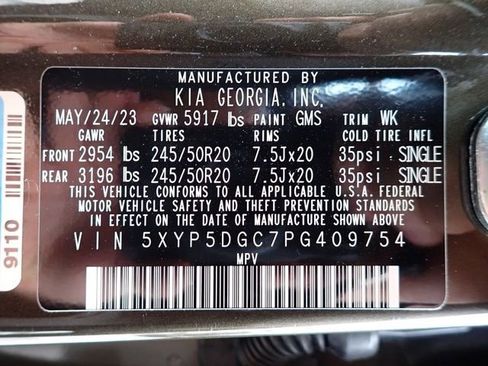 MANUFACTURED BY
KIA GEORGIA, INC.
MAY/24/23 GVWR 5917 lbs PAINT GMS TRIM WK
GAWR TIRES RIMS COLD TIRE INFL
FRONT 2954 lbs 245/50R20 7.5Jx20 35psi SINGLE
REAR 3196 lbs 245/50R20 7.5Jx20 35psi SINGLE
THIS VEHICLE CONFORMS TO ALL APPLICABLE U.S.A. FEDERAL
MOTOR VEHICLE SAFETY AND THEFT PREVENTION STANDARDS
IN EFFECT ON THE DATE OF MANUFACTURE SHOWN ABOVE
VIN 5XYP5DGC7PG409754
MPV
9110